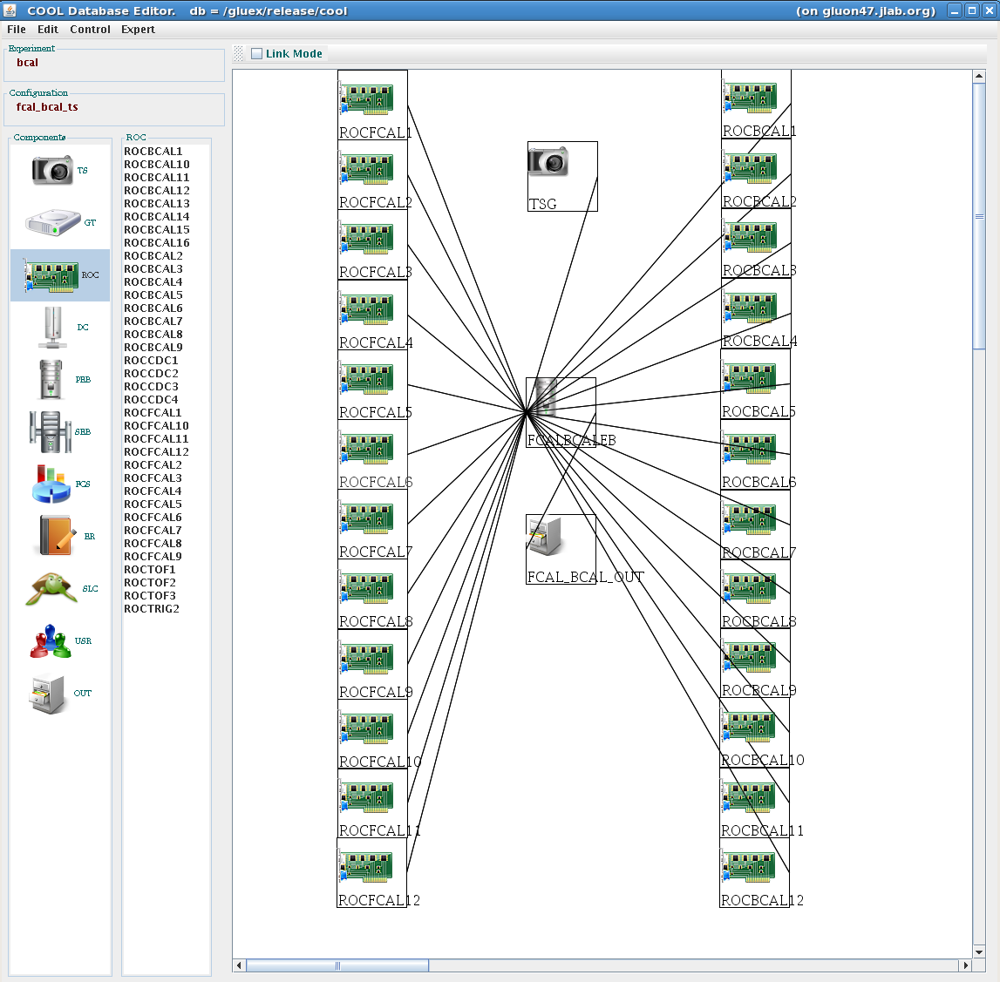 COOL Database Editor.   db = /gluex/release/cool   (on gluon47.jlab.org)
File Edit Control Expert
Experiment
bcal
Configuration
fcal_bcal_ts
Components
TS
GT
ROC
DC
PEB
SEB
FCS
ER
SLC
USR
OUT
ROC
ROCBCAL1
ROCBCAL10
ROCBCAL11
ROCBCAL12
ROCBCAL13
ROCBCAL14
ROCBCAL15
ROCBCAL16
ROCBCAL2
ROCBCAL3
ROCBCAL4
ROCBCAL5
ROCBCAL6
ROCBCAL7
ROCBCAL8
ROCBCAL9
ROCCDC1
ROCCDC2
ROCCDC3
ROCCDC4
ROCFCAL1
ROCFCAL10
ROCFCAL11
ROCFCAL12
ROCFCAL2
ROCFCAL3
ROCFCAL4
ROCFCAL5
ROCFCAL6
ROCFCAL7
ROCFCAL8
ROCFCAL9
ROCTOF1
ROCTOF2
ROCTOF3
ROCTRIG2
Link Mode
ROCFCAL1
ROCFCAL2
ROCFCAL3
ROCFCAL4
ROCFCAL5
ROCFCAL6
ROCFCAL7
ROCFCAL8
ROCFCAL9
ROCFCAL10
ROCFCAL11
ROCFCAL12
TSG
FCALBCALEB
FCAL_BCAL_OUT
ROCBCAL1
ROCBCAL2
ROCBCAL3
ROCBCAL4
ROCBCAL5
ROCBCAL6
ROCBCAL7
ROCBCAL8
ROCBCAL9
ROCBCAL10
ROCBCAL11
ROCBCAL12